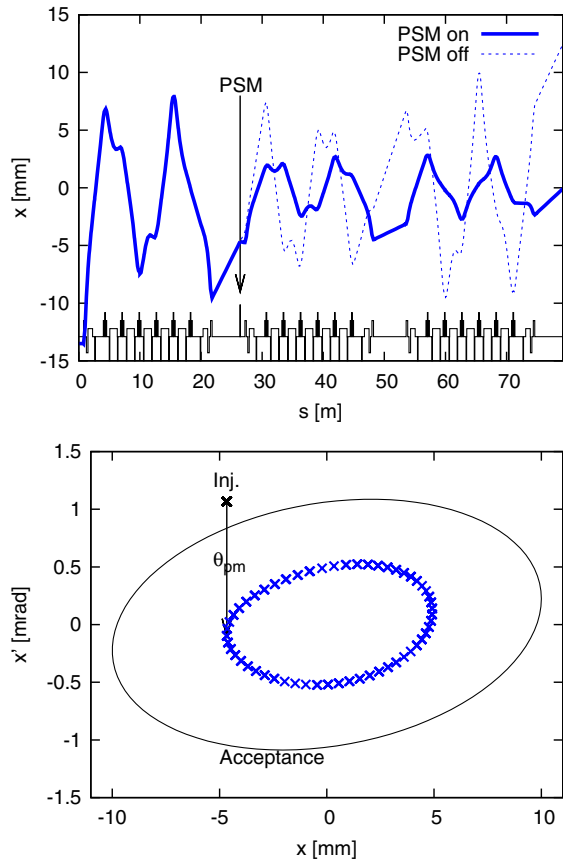 15
10
5
0
-5
-10
-15
x [mm]
PSM on
PSM off
PSM
0 10 20 30 40 50 60 70
s [m]
1.5
1
0.5
0
-0.5
-1
-1.5
x' [mrad]
Inj.
θpm
Acceptance
-10 -5 0 5 10
x [mm]